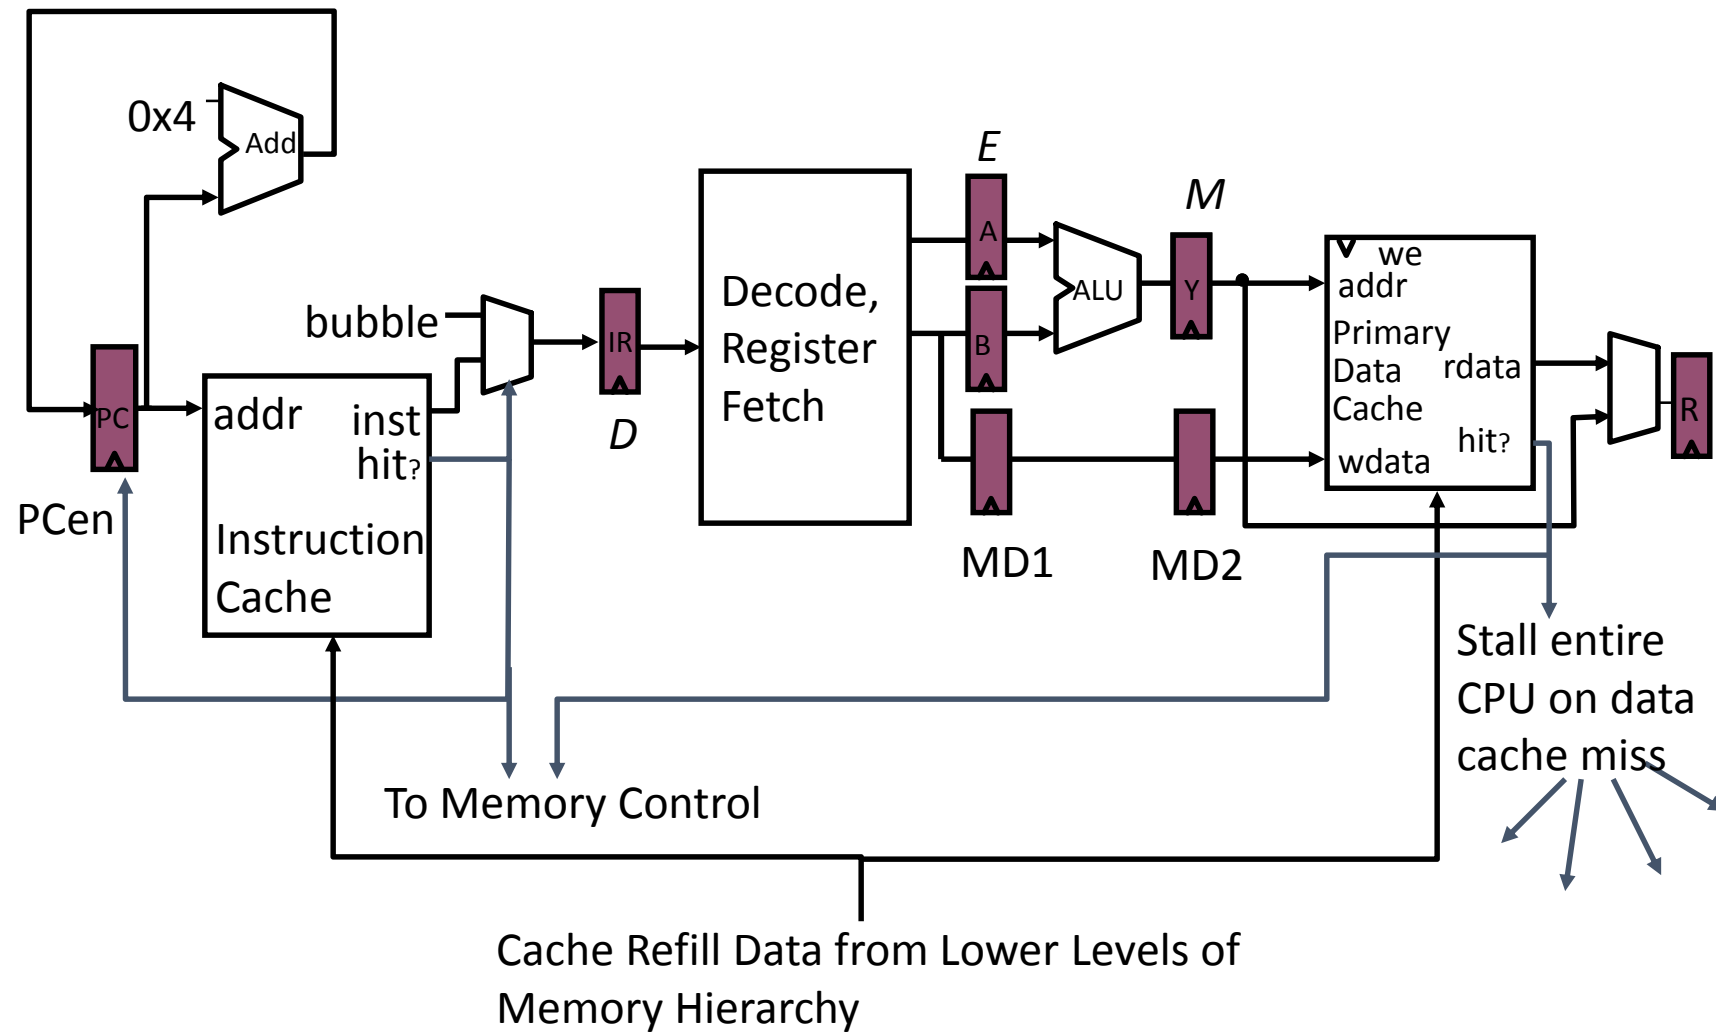 0x4
Add
E
M
A
we
addr
Decode,
Register
Fetch
ALU
Y
bubble
IR
B
Primary
Data
Cache
rdata
PC
addr
inst
hit?
D
R
hit?
wdata
PCen
Instruction
Cache
MD1
MD2
Stall entire
CPU on data
cache miss
To Memory Control
Cache Refill Data from Lower Levels of
Memory Hierarchy